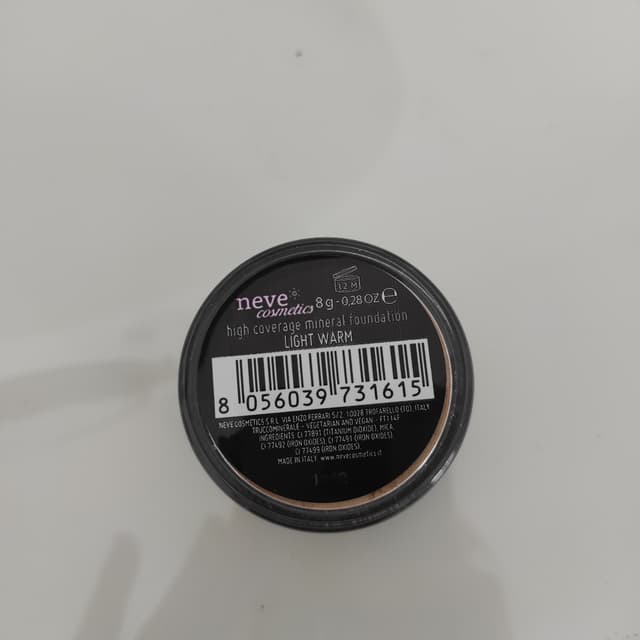 12 M
neve
cosmetics 8 g - 0,28 OZ ℮
high coverage mineral foundation
LIGHT WARM
8 056039 731615
NEVE COSMETICS S.R.L. VIA ENZO FERRARI 5/Z, 10028 TROFARELLO (TO), ITALY
TRUCCOMINERALE - VEGETARIAN AND VEGAN - FT114F
INGREDIENTS: CI 77891 (TITANIUM DIOXIDE), MICA,
CI 77492 (IRON OXIDES), CI 77491 (IRON OXIDES),
CI 77499 (IRON OXIDES).
MADE IN ITALY www.nevecosmetics.it